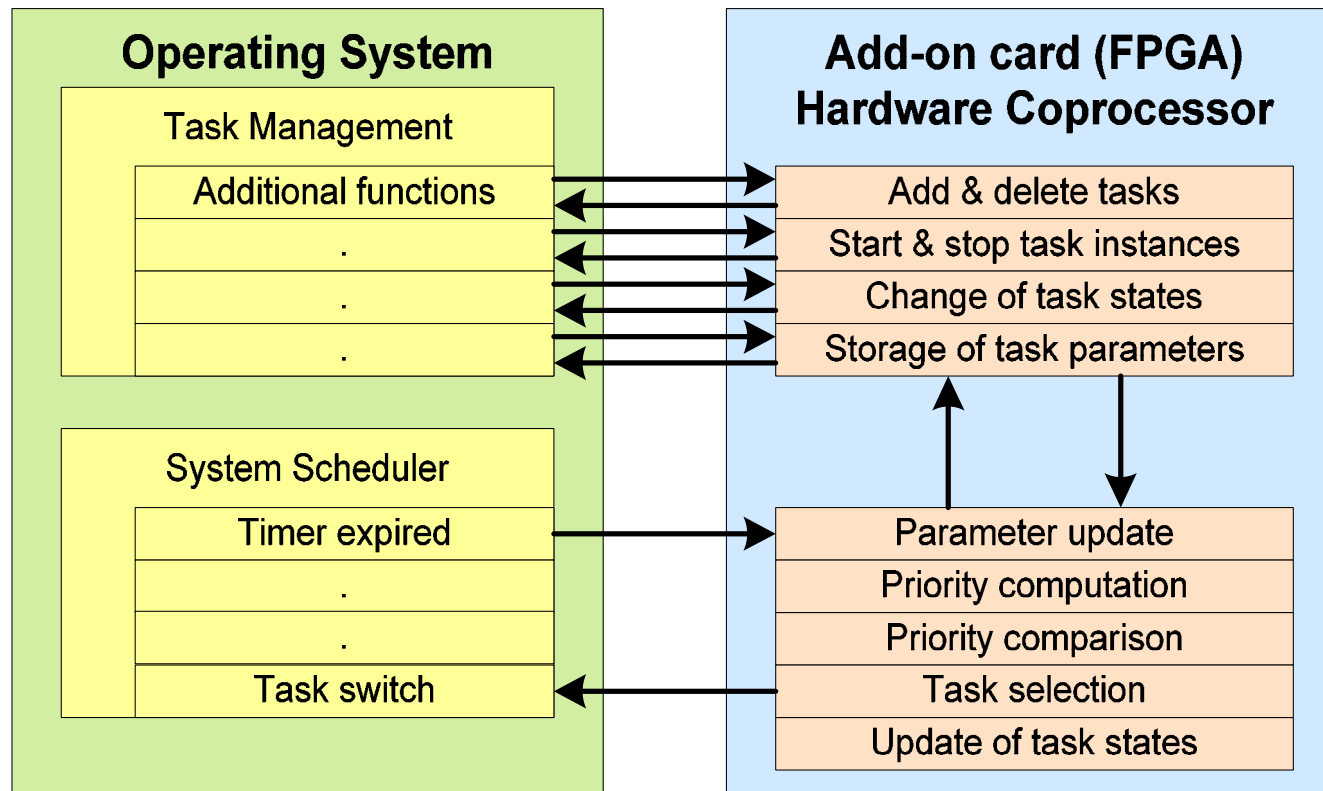 Operating System
Task Management
Additional functions
.
.
.
System Scheduler
Timer expired
.
.
Task switch
Add-on card (FPGA)
Hardware Coprocessor
Add & delete tasks
Start & stop task instances
Change of task states
Storage of task parameters
Parameter update
Priority computation
Priority comparison
Task selection
Update of task states